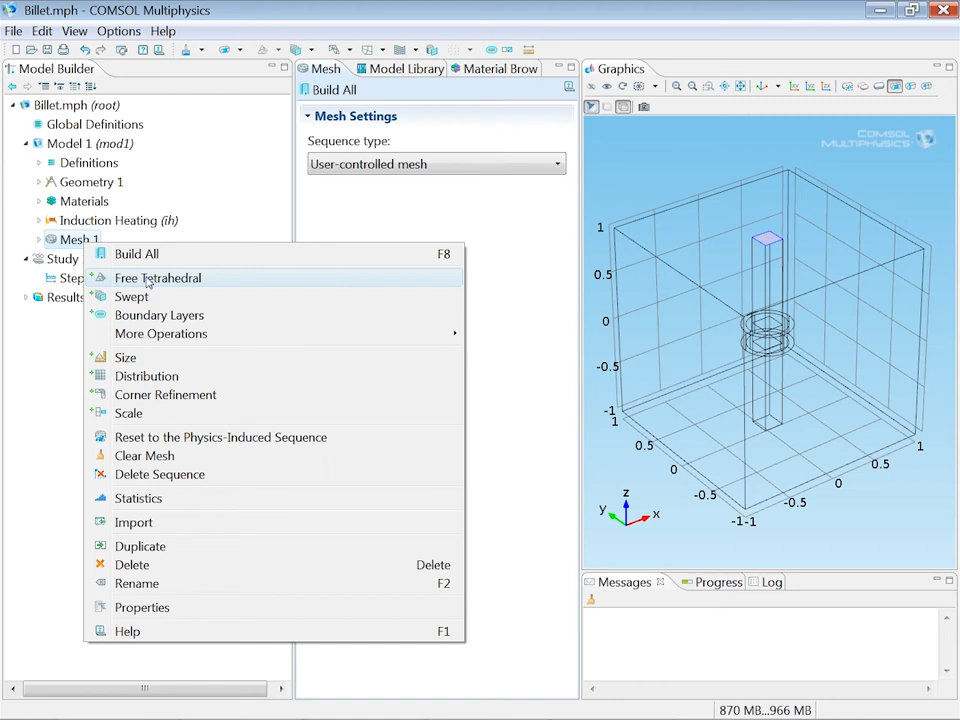 Billet.mph - COMSOL Multiphysics
File Edit View Options Help
Model Builder
Billet.mph (root)
Global Definitions
Model 1 (mod1)
Definitions
Geometry 1
Materials
Induction Heating (ih)
Mesh 1
Study
Step
Results
Build All F8
Free Tetrahedral
Swept
Boundary Layers
More Operations
Size
Distribution
Corner Refinement
Scale
Reset to the Physics-Induced Sequence
Clear Mesh
Delete Sequence
Statistics
Import
Duplicate
Delete Delete
Rename F2
Properties
Help F1
Mesh Model Library Material Brow
Build All
Mesh Settings
Sequence type:
User-controlled mesh
Graphics
COMSOL
MULTIPHYSICS
1
0.5
0
-0.5
-1
1
0.5
0
-0.5
-1
-1
-0.5
0
0.5
1
z
y
x
Messages Progress Log
870 MB...966 MB